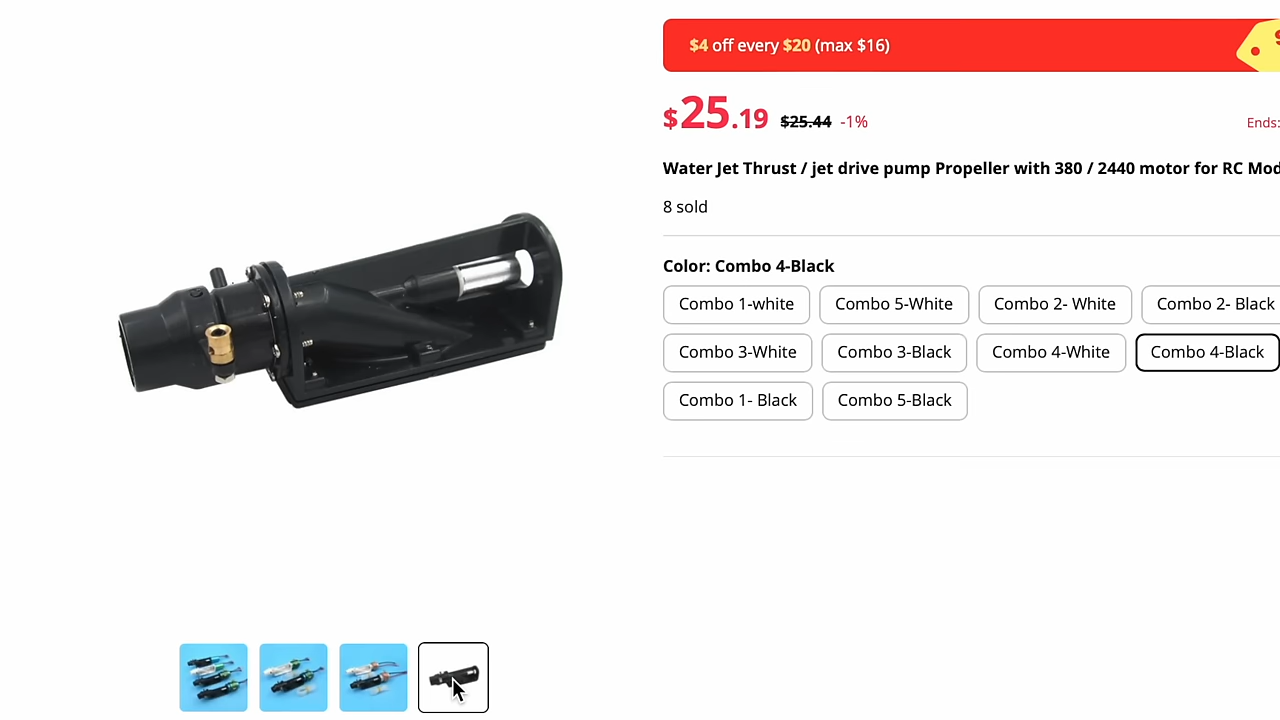 $4 off every $20 (max $16)
$25.19 $25.44 -1%
Ends:
Water Jet Thrust / jet drive pump Propeller with 380 / 2440 motor for RC Mod
8 sold
Color: Combo 4-Black
Combo 1-white Combo 5-White Combo 2- White Combo 2- Black
Combo 3-White Combo 3-Black Combo 4-White Combo 4-Black
Combo 1- Black Combo 5-Black